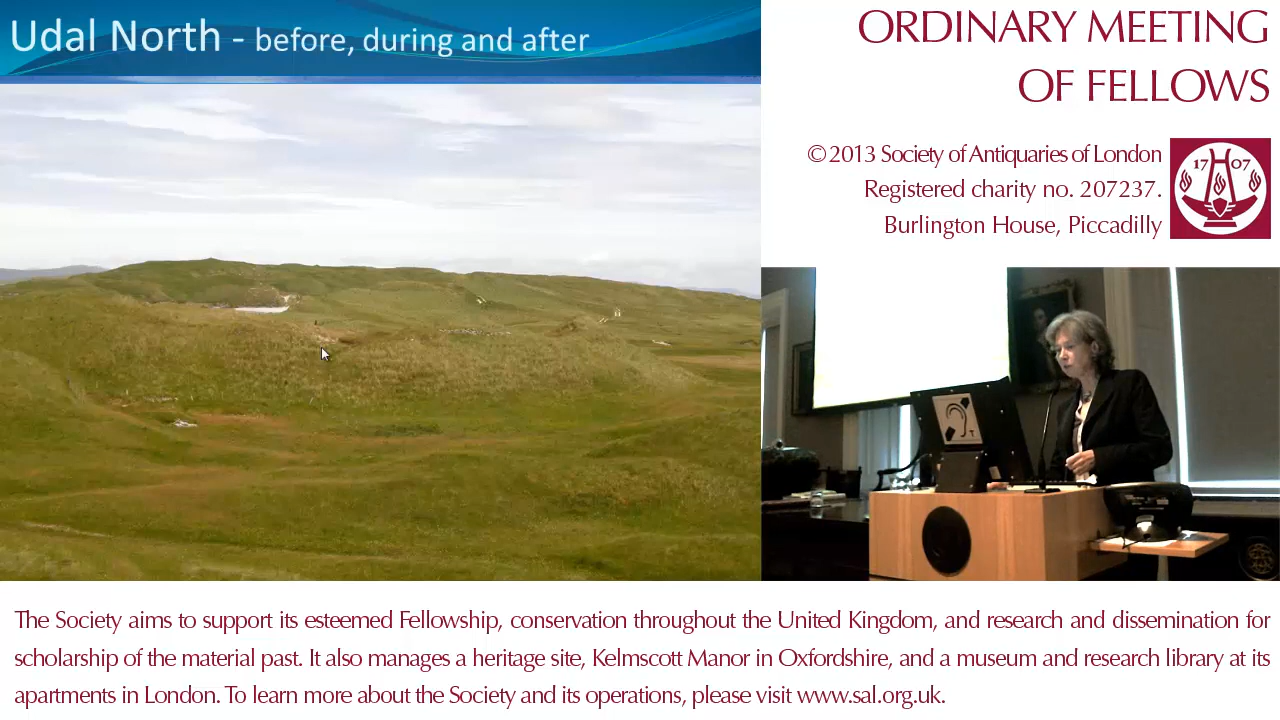 Udal North - before, during and after
ORDINARY MEETING
OF FELLOWS
©2013 Society of Antiquaries of London
Registered charity no. 207237.
Burlington House, Piccadilly
17 07
T
The Society aims to support its esteemed Fellowship, conservation throughout the United Kingdom, and research and dissemination for
scholarship of the material past. It also manages a heritage site, Kelmscott Manor in Oxfordshire, and a museum and research library at its
apartments in London. To learn more about the Society and its operations, please visit www.sal.org.uk.